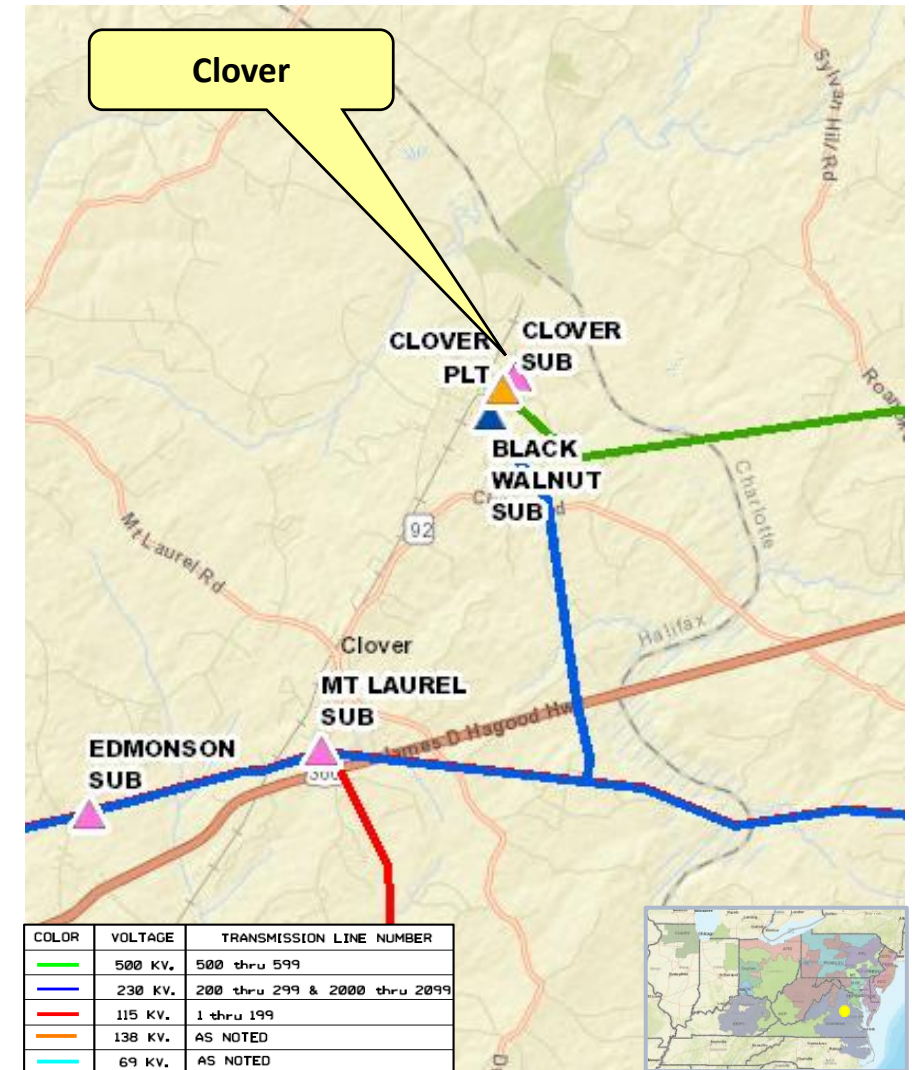 Clover
Sylvan Hill Rd
CLOVER
SUB
CLOVER
PLT
BLACK
WALNUT
SUB
92
Charlotte
Mt Laurel Rd
Halifax
Clover
MT LAUREL
SUB
James D Hagood Hwy
360
EDMONSON
SUB
COLOR VOLTAGE TRANSMISSION LINE NUMBER
500 KV. 500 thru 599
230 KV. 200 thru 299 & 2000 thru 2099
115 KV. 1 thru 199
138 KV. AS NOTED
69 KV. AS NOTED